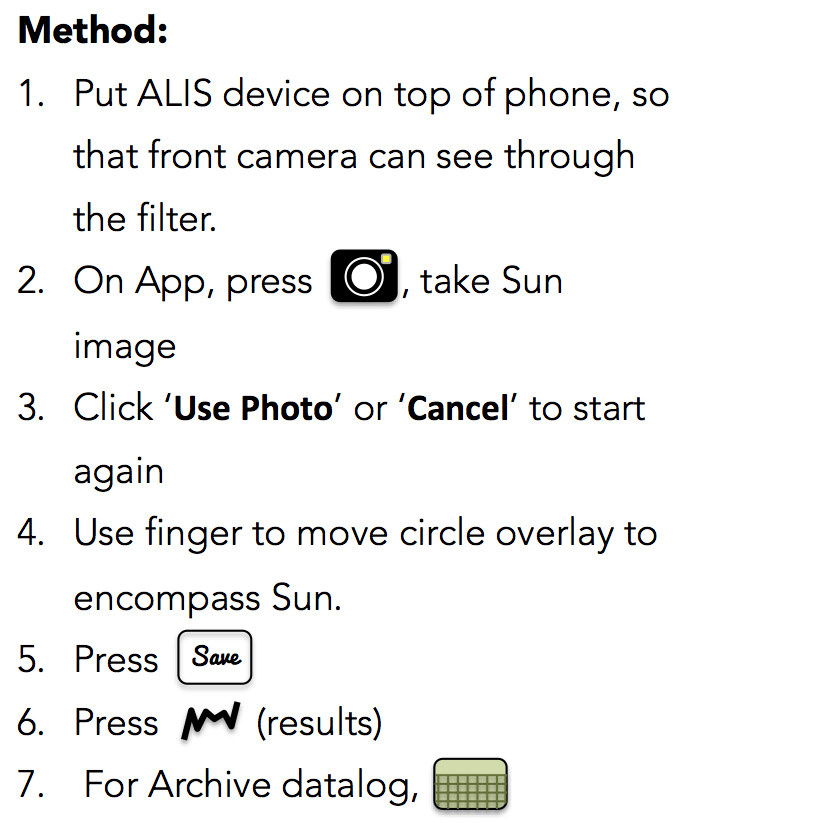 Method:
1. Put ALIS device on top of phone, so
that front camera can see through
the filter.
2. On App, press , take Sun
image
3. Click ‘Use Photo’ or ‘Cancel’ to start
again
4. Use finger to move circle overlay to
encompass Sun.
5. Press Save
6. Press (results)
7. For Archive datalog,